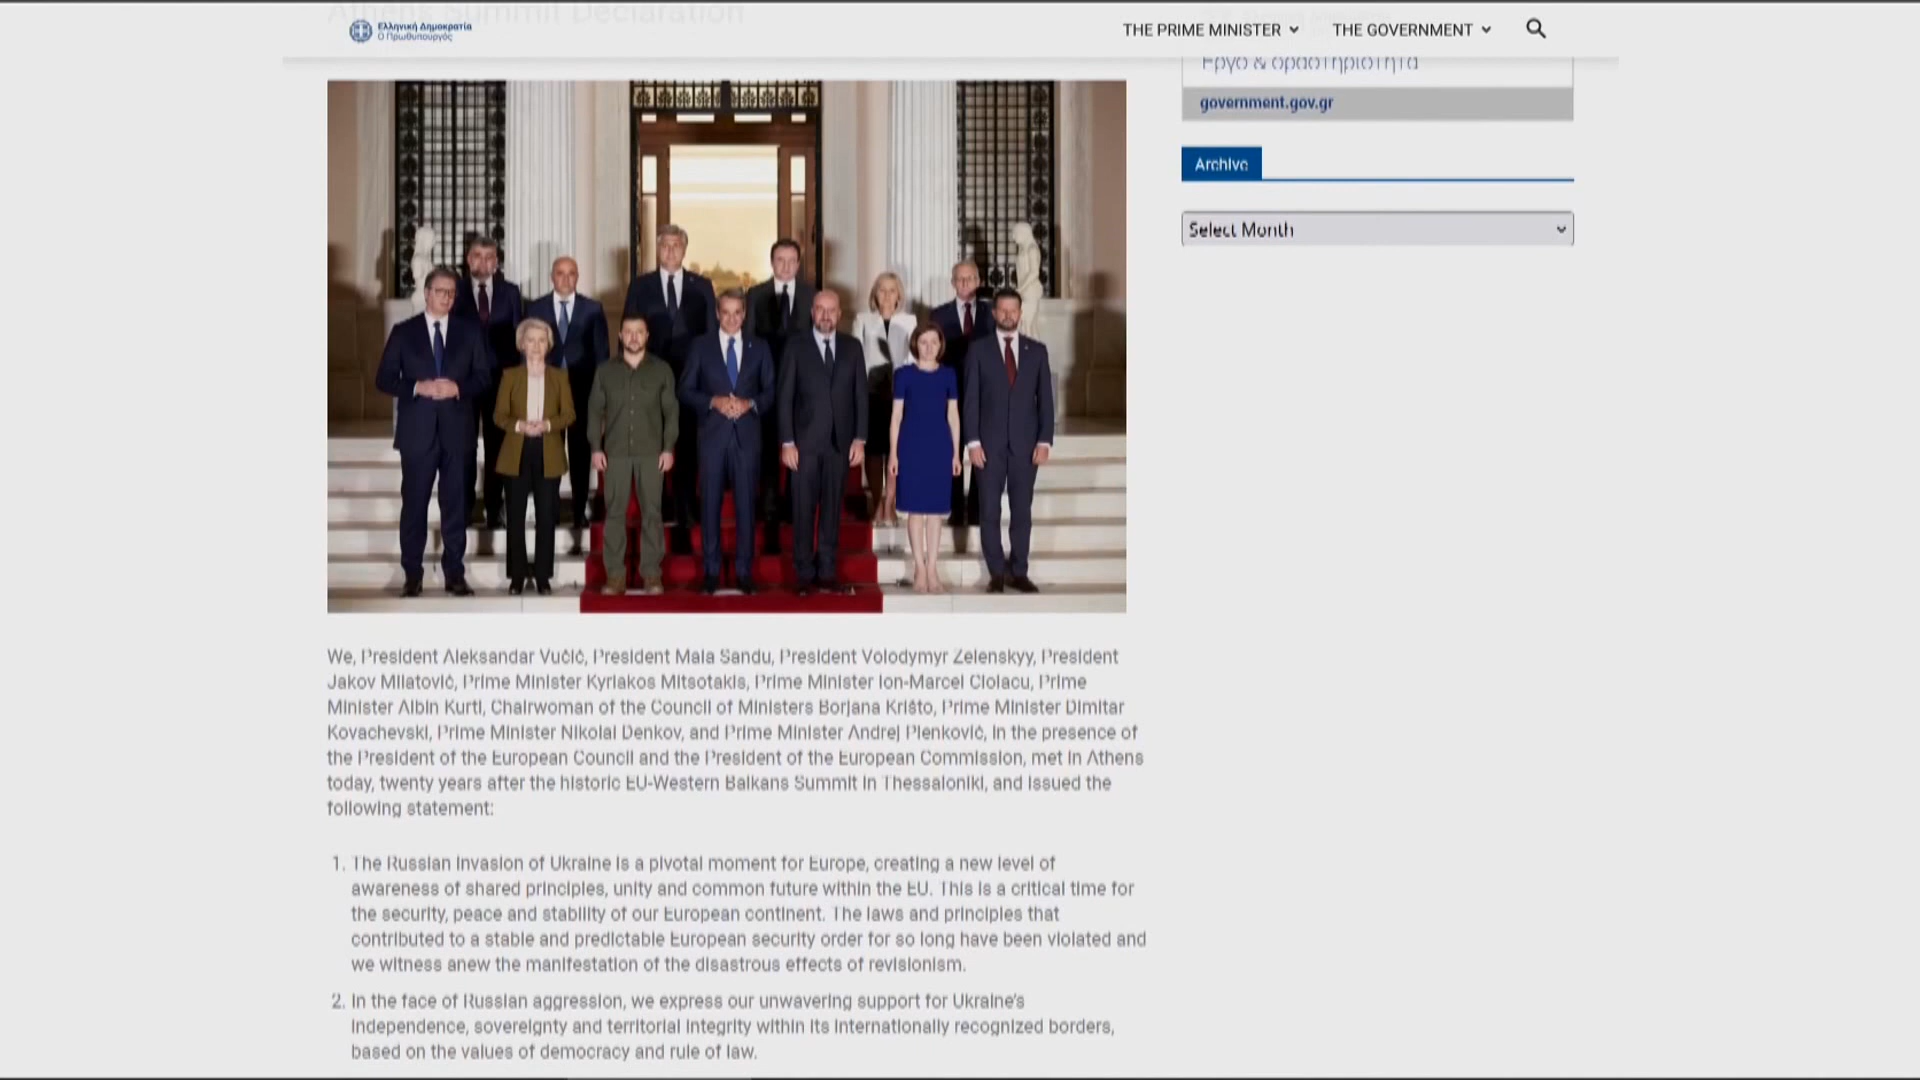 Athens Summit Declaration
Ελληνική Δημοκρατία
Ο Πρωθυπουργός
THE PRIME MINISTER
THE GOVERNMENT
Έργο & δραστηριότητα
government.gov.gr
Archive
Select Month
We, President Aleksandar Vučić, President Maia Sandu, President Volodymyr Zelenskyy, President
Jakov Milatović, Prime Minister Kyriakos Mitsotakis, Prime Minister Ion-Marcel Ciolacu, Prime
Minister Albin Kurti, Chairwoman of the Council of Ministers Borjana Krišto, Prime Minister Dimitar
Kovachevski, Prime Minister Nikolai Denkov, and Prime Minister Andrej Plenković, in the presence of
the President of the European Council and the President of the European Commission, met in Athens
today, twenty years after the historic EU-Western Balkans Summit in Thessaloniki, and issued the
following statement:
1. The Russian invasion of Ukraine is a pivotal moment for Europe, creating a new level of
awareness of shared principles, unity and common future within the EU. This is a critical time for
the security, peace and stability of our European continent. The laws and principles that
contributed to a stable and predictable European security order for so long have been violated and
we witness anew the manifestation of the disastrous effects of revisionism.
2. In the face of Russian aggression, we express our unwavering support for Ukraine's
independence, sovereignty and territorial integrity within its internationally recognized borders,
based on the values of democracy and rule of law.